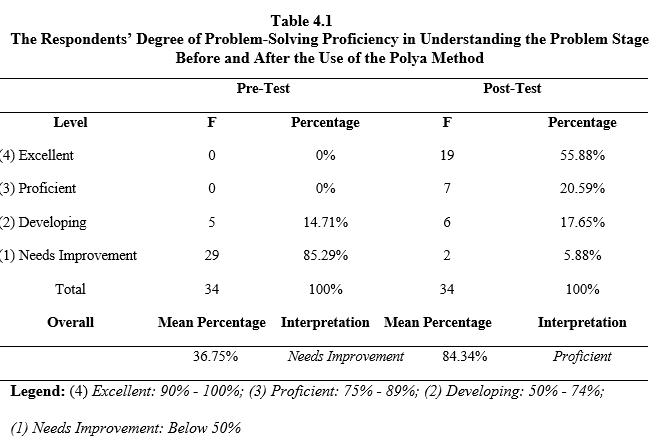 Table 4.1
The Respondents’ Degree of Problem-Solving Proficiency in Understanding the Problem Stage
Before and After the Use of the Polya Method
Pre-Test Post-Test
Level F Percentage F Percentage
(4) Excellent 0 0% 19 55.88%
(3) Proficient 0 0% 7 20.59%
(2) Developing 5 14.71% 6 17.65%
(1) Needs Improvement 29 85.29% 2 5.88%
Total 34 100% 34 100%
Overall Mean Percentage Interpretation Mean Percentage Interpretation
36.75% Needs Improvement 84.34% Proficient
Legend: (4) Excellent: 90% - 100%; (3) Proficient: 75% - 89%; (2) Developing: 50% - 74%;
(1) Needs Improvement: Below 50%